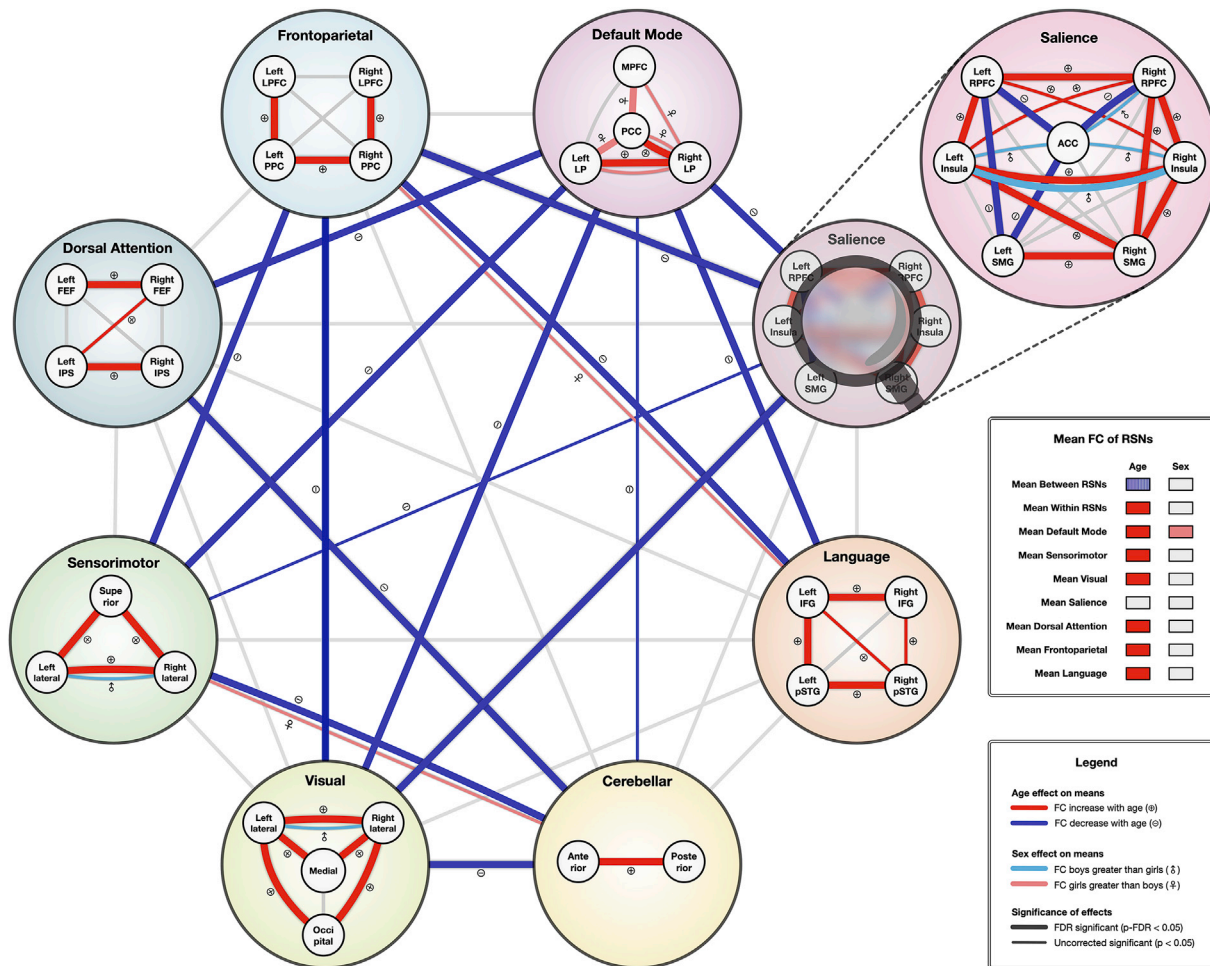 Frontoparietal
Left
LPFC
Right
LPFC
Left
PPC
Right
PPC
Default Mode
MPFC
PCC
Left
LP
Right
LP
Salience
Left
RPFC
Right
RPFC
ACC
Left
Insula
Right
Insula
Left
SMG
Right
SMG
Dorsal Attention
Left
FEF
Right
FEF
Left
IPS
Right
IPS
Salience
Left
RPFC
Right
RPFC
Left
Insula
Right
Insula
Left
SMG
Right
SMG
Sensorimotor
Supe
rior
Left
lateral
Right
lateral
Language
Left
IFG
Right
IFG
Left
pSTG
Right
pSTG
Visual
Left
lateral
Right
lateral
Medial
Occi
pital
Cerebellar
Ante
rior
Poste
rior
Mean FC of RSNs
Age Sex
Mean Between RSNs
Mean Within RSNs
Mean Default Mode
Mean Sensorimotor
Mean Visual
Mean Salience
Mean Dorsal Attention
Mean Frontoparietal
Mean Language
Legend
Age effect on means
FC increase with age (⊕)
FC decrease with age (⊖)
Sex effect on means
FC boys greater than girls (♂)
FC girls greater than boys (♀)
Significance of effects
FDR significant (p-FDR < 0.05)
Uncorrected significant (p < 0.05)